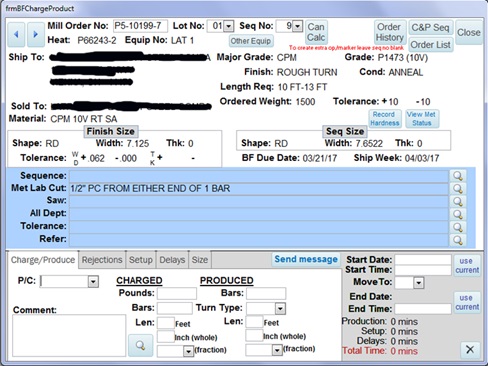 frmBFChargeProduct
Mill Order No: P5-10199-7 Lot No: 01 Seq No: 9 Can Calc Order History C&P Seq Close
Heat: P66243-2 Equip No: LAT 1 Other Equip To create extra op/marker leave seq no blank Order List
Ship To: A Major Grade: CPM Grade: P1473 (10V)
Finish: ROUGH TURN Cond: ANNEAL
Length Req: 10 FT-13 FT
Sold To: A Ordered Weight: 1500 Tolerance: +10 -10
Material: CPM 10V RT SA Record Hardness View Met Status
Finish Size Seq Size
Shape: RD Width: 7.125 Thk: 0 Shape: RD Width: 7.6522 Thk: 0
Tolerance: W D + .062 -.000 T K + - BF Due Date: 03/21/17 Ship Week: 04/03/17
Sequence:
Met Lab Cut: 1/2" PC FROM EITHER END OF 1 BAR
Saw:
All Dept:
Tolerance:
Refer:
Charge/Produce Rejections Setup Delays Size Send message Start Date: use current
Start Time:
P/C: CHARGED PRODUCED MoveTo:
Pounds: Bars: End Date: use current
Comment: Bars: Turn Type: End Time:
Len: Feet Len: Feet Production: 0 mins
Inch (whole) Inch (whole) Setup: 0 mins
(fraction) (fraction) Delays: 0 mins
Total Time: 0 mins